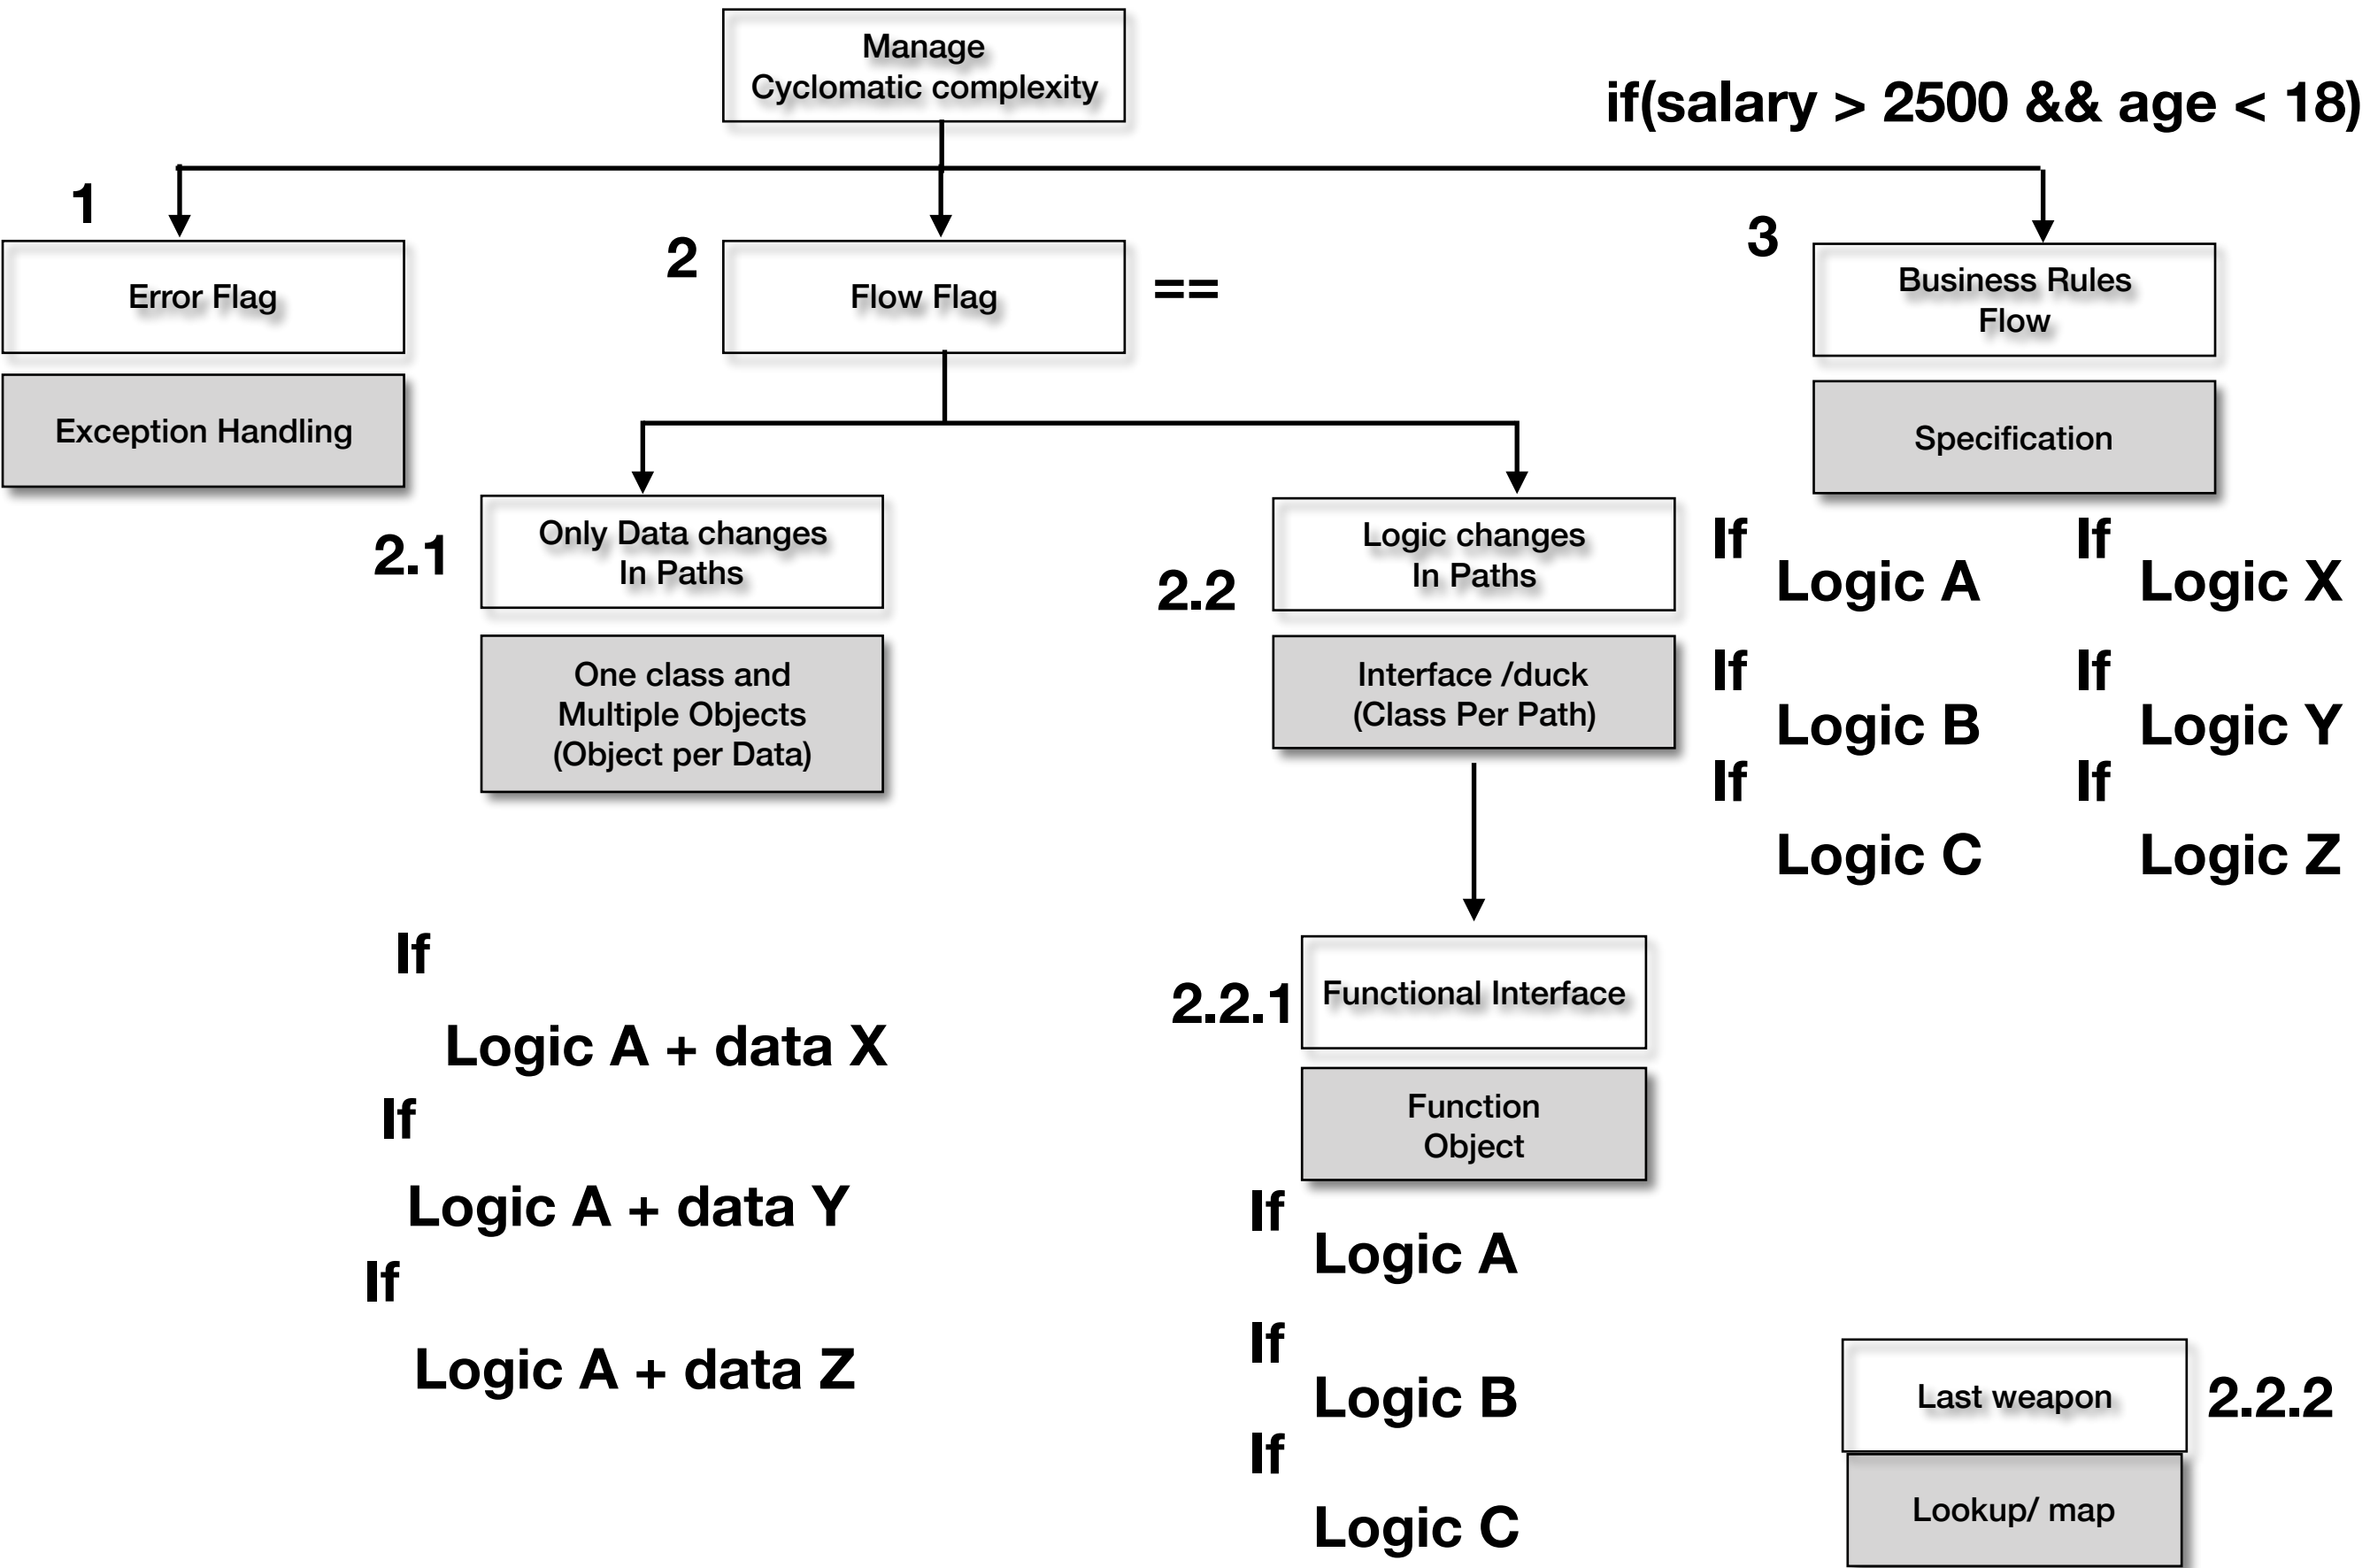 Manage
Cyclomatic complexity
if(salary > 2500 && age < 18)
1
Error Flag
Exception Handling
2
Flow Flag
==
3
Business Rules
Flow
Specification
2.1
Only Data changes
In Paths
One class and
Multiple Objects
(Object per Data)
2.2
Logic changes
In Paths
Interface /duck
(Class Per Path)
If
Logic A
If
Logic B
If
Logic C
If
Logic X
If
Logic Y
If
Logic Z
If
Logic A + data X
If
Logic A + data Y
If
Logic A + data Z
2.2.1
Functional Interface
Function
Object
If
Logic A
If
Logic B
If
Logic C
Last weapon
2.2.2
Lookup/ map